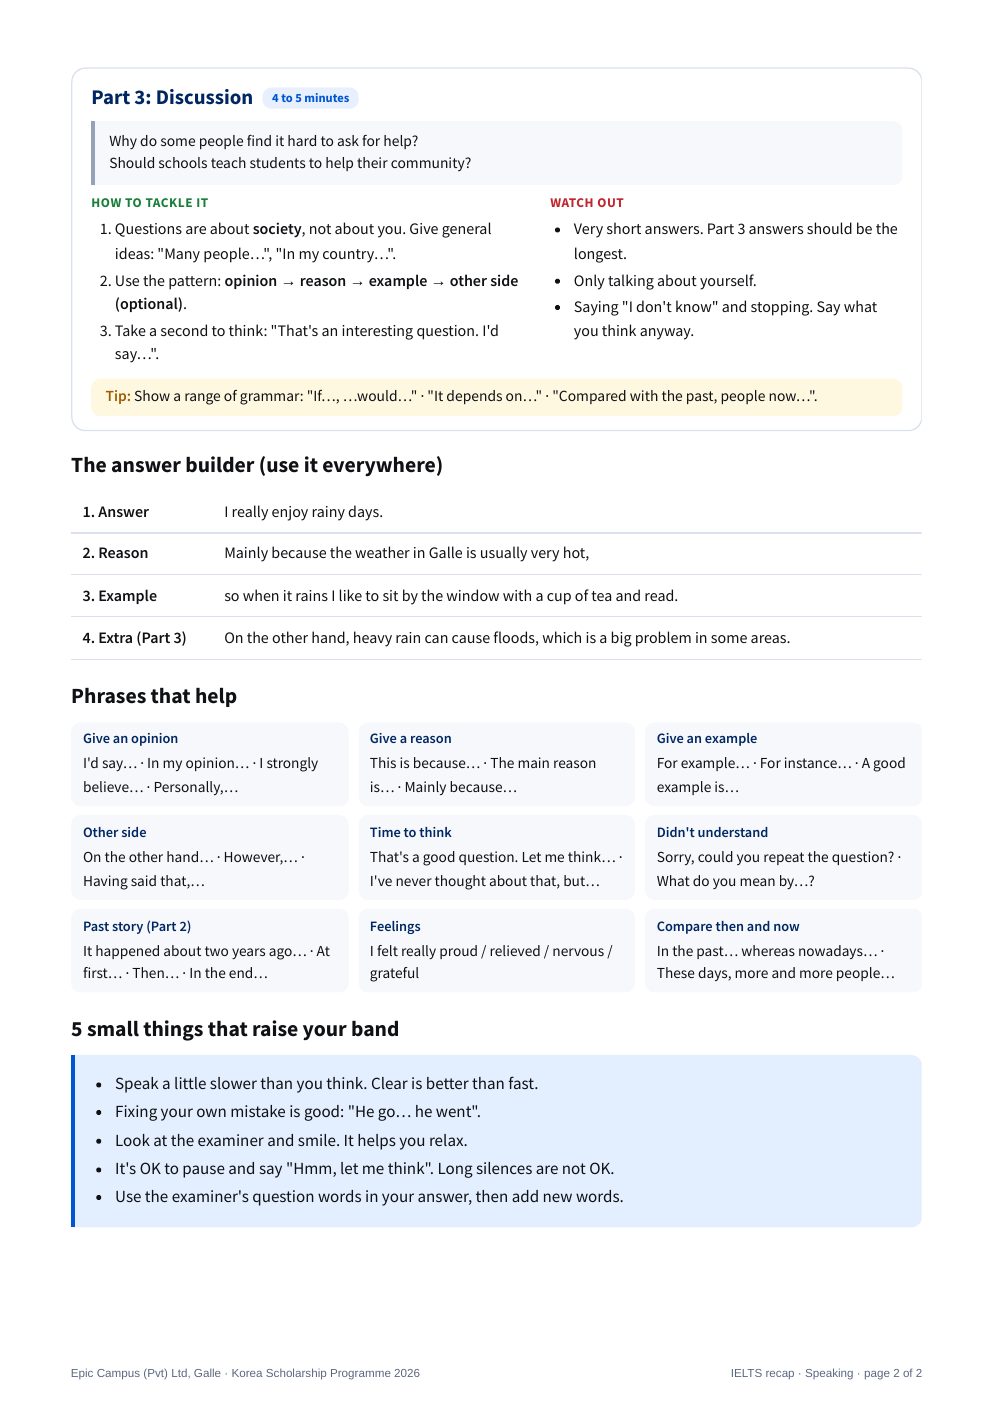 Part 3: Discussion 4 to 5 minutes
Why do some people find it hard to ask for help?
Should schools teach students to help their community?
HOW TO TACKLE IT
1. Questions are about society, not about you. Give general
ideas: "Many people…", "In my country…".
2. Use the pattern: opinion → reason → example → other side
(optional).
3. Take a second to think: "That's an interesting question. I'd
say…".
WATCH OUT
• Very short answers. Part 3 answers should be the
longest.
• Only talking about yourself.
• Saying "I don't know" and stopping. Say what
you think anyway.
Tip: Show a range of grammar: "If…, …would…" · "It depends on…" · "Compared with the past, people now…".
The answer builder (use it everywhere)
1. Answer I really enjoy rainy days.
2. Reason Mainly because the weather in Galle is usually very hot,
3. Example so when it rains I like to sit by the window with a cup of tea and read.
4. Extra (Part 3) On the other hand, heavy rain can cause floods, which is a big problem in some areas.
Phrases that help
Give an opinion
I'd say… · In my opinion… · I strongly
believe… · Personally,…
Give a reason
This is because… · The main reason
is… · Mainly because…
Give an example
For example… · For instance… · A good
example is…
Other side
On the other hand… · However,… ·
Having said that,…
Time to think
That's a good question. Let me think… ·
I've never thought about that, but…
Didn't understand
Sorry, could you repeat the question? ·
What do you mean by…?
Past story (Part 2)
It happened about two years ago… · At
first… · Then… · In the end…
Feelings
I felt really proud / relieved / nervous /
grateful
Compare then and now
In the past… whereas nowadays… ·
These days, more and more people…
5 small things that raise your band
• Speak a little slower than you think. Clear is better than fast.
• Fixing your own mistake is good: "He go… he went".
• Look at the examiner and smile. It helps you relax.
• It's OK to pause and say "Hmm, let me think". Long silences are not OK.
• Use the examiner's question words in your answer, then add new words.
Epic Campus (Pvt) Ltd, Galle · Korea Scholarship Programme 2026
IELTS recap · Speaking · page 2 of 2